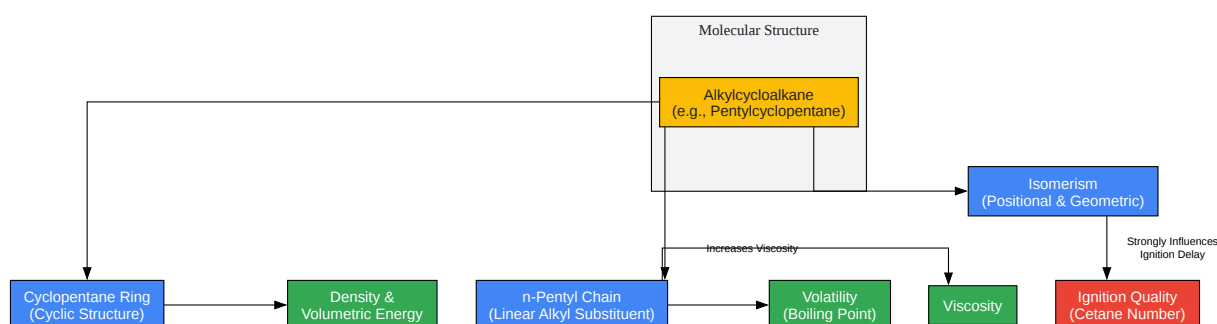 Molecular Structure
Alkylcycloalkane
(e.g., Pentylcyclopentane)
Isomerism
(Positional & Geometric)
Increases Viscosity
Strongly Influences
Ignition Delay
Cyclopentane Ring
(Cyclic Structure)
Density &
Volumetric Energy
n-Pentyl Chain
(Linear Alkyl Substituent)
Volatility
(Boiling Point)
Viscosity
Ignition Quality
(Cetane Number)